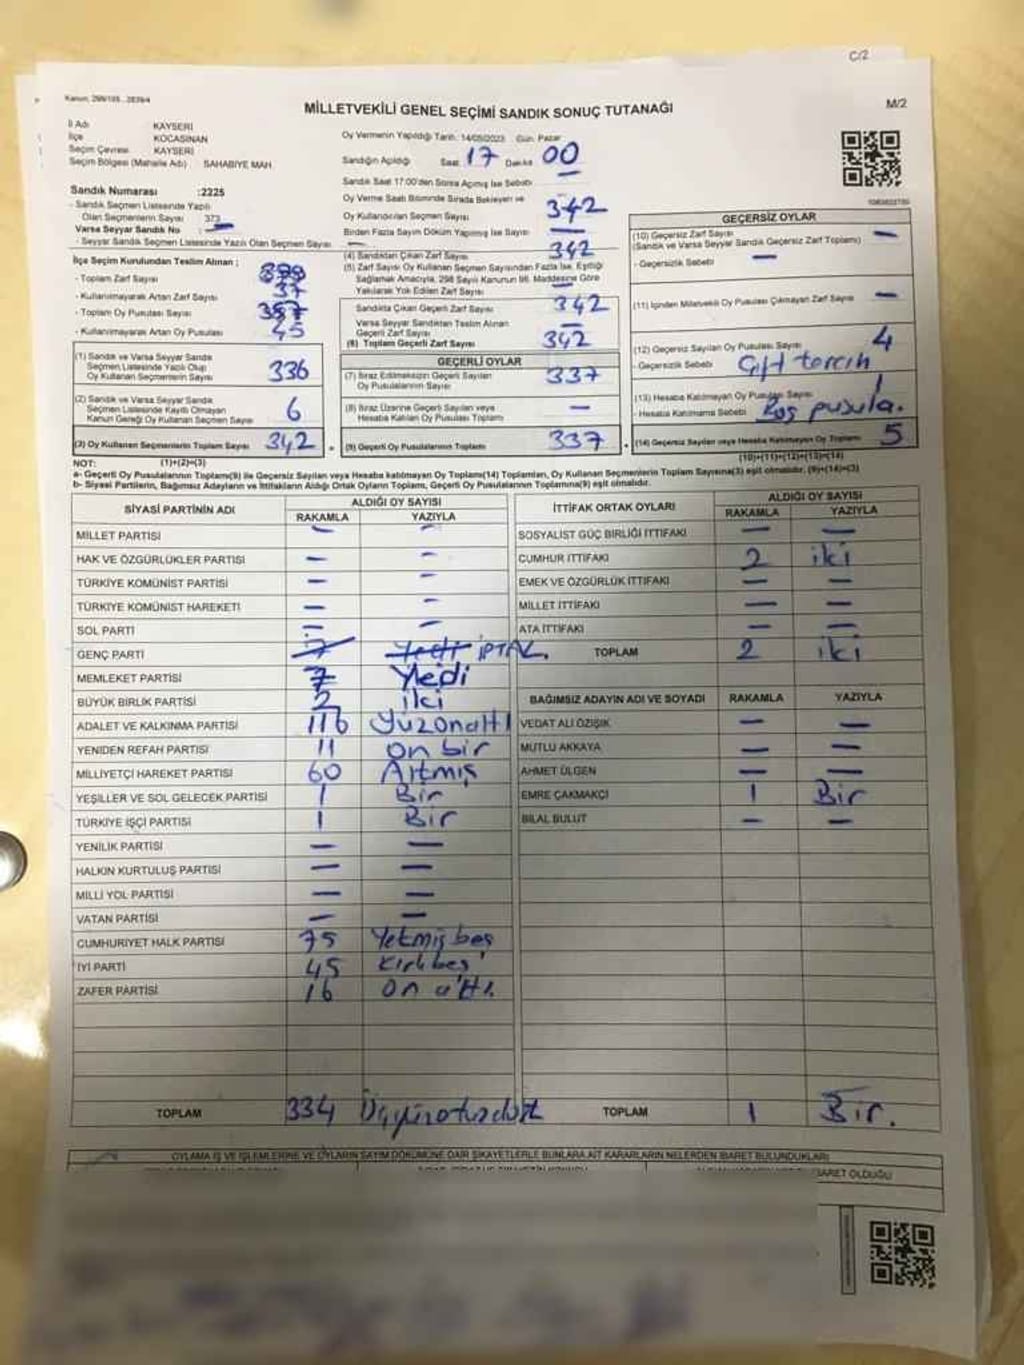 C/2
MİLLETVEKİLİ GENEL SEÇİMİ SANDIK SONUÇ TUTANAĞI
M/2
İl Adı KAYSERİ
İlçe KOCASİNAN
Seçim Çevresi KAYSERİ
Seçim Bölgesi (Mahalle Adı) SAHABİYE MAH.
Oy Vermenin Yapıldığı Tarih: 14/05/2023 Gün: Pazar
Sandığın Açıldığı Saat 17 Dakika 00
Sandık Saat 17:00'den Sonra Açılmış İse Sebebi
Sandık Numarası :2225
- Sandık Seçmen Listesinde Yazılı
Olan Seçmenlerin Sayısı 373
Varsa Seyyar Sandık No : —
- Seyyar Sandık Seçmen Listesinde Yazılı Olan Seçmen Sayısı —
Oy Verme Saati Bitiminde Sırada Bekleyen ve
Oy Kullandırılan Seçmen Sayısı 342
Birden Fazla Sayım Döküm Yapılmış İse Sayısı —
İlçe Seçim Kurulundan Teslim Alınan :
- Toplam Zarf Sayısı
- Kullanılmayarak Artan Zarf Sayısı 37
- Toplam Oy Pusulası Sayısı 387
- Kullanılmayarak Artan Oy Pusulası 45
(4) Sandıktan Çıkan Zarf Sayısı 342
(5) Zarf Sayısı Oy Kullanan Seçmen Sayısından Fazla İse, Eşitliği
Sağlamak Amacıyla, 298 Sayılı Kanunun 98. Maddesine Göre
Yakılarak Yok Edilen Zarf Sayısı —
Sandıkta Çıkan Geçerli Zarf Sayısı 342
Varsa Seyyar Sandıktan Teslim Alınan
Geçerli Zarf Sayısı —
(6) Toplam Geçerli Zarf Sayısı 342
(1) Sandık ve Varsa Seyyar Sandık
Seçmen Listesinde Yazılı Olup
Oy Kullanan Seçmenlerin Sayısı 336
(2) Sandık ve Varsa Seyyar Sandık
Seçmen Listesinde Kayıtlı Olmayan
Kanun Gereği Oy Kullanan Seçmen Sayısı 6
(3) Oy Kullanan Seçmenlerin Toplam Sayısı 342
(1)+(2)=(3)
GEÇERLİ OYLAR
(7) İtiraz Edilmeksizin Geçerli Sayılan
Oy Pusulalarının Sayısı 337
(8) İtiraz Üzerine Geçerli Sayılan veya
Hesaba Katılan Oy Pusulası Toplamı —
(9) Geçerli Oy Pusulalarının Toplamı 337
GEÇERSİZ OYLAR
(10) Geçersiz Zarf Sayısı —
(Sandık ve Varsa Seyyar Sandık Geçersiz Zarf Toplamı)
- Geçersizlik Sebebi —
(11) İçinden Milletvekili Oy Pusulası Çıkmayan Zarf Sayısı —
(12) Geçersiz Sayılan Oy Pusulası Sayısı 4
- Geçersizlik Sebebi Çift tercih
(13) Hesaba Katılmayan Oy Pusulası Sayısı 1
- Hesaba Katılmama Sebebi Boş pusula.
(14) Geçersiz Sayılan veya Hesaba Katılmayan Oy Toplamı 5
(10)+(11)+(12)+(13)=(14)
NOT:
a- Geçerli Oy Pusulalarının Toplamı(9) ile Geçersiz Sayılan veya Hesaba katılmayan Oy Toplamı(14) Toplamları, Oy Kullanan Seçmenlerin Toplam Sayısına(3) eşit olmalıdır. (9)+(14)=(3)
b- Siyasi Partilerin, Bağımsız Adayların ve İttifakların Aldığı Ortak Oyların Toplamı, Geçerli Oy Pusulalarının Toplamına(9) eşit olmalıdır.
SİYASİ PARTİNİN ADI ALDIĞI OY SAYISI
RAKAMLA YAZIYLA
MİLLET PARTİSİ — —
HAK VE ÖZGÜRLÜKLER PARTİSİ — —
TÜRKİYE KOMÜNİST PARTİSİ — —
TÜRKİYE KOMÜNİST HAREKETİ — —
SOL PARTİ — —
GENÇ PARTİ 7 Yedi İPTAL.
MEMLEKET PARTİSİ 7 Yedi
BÜYÜK BİRLİK PARTİSİ 2 iki
ADALET VE KALKINMA PARTİSİ 116 Yüzonaltı
YENİDEN REFAH PARTİSİ 11 on bir
MİLLİYETÇİ HAREKET PARTİSİ 60 Altmış
YEŞİLLER VE SOL GELECEK PARTİSİ 1 Bir
TÜRKİYE İŞÇİ PARTİSİ 1 Bir
YENİLİK PARTİSİ — —
HALKIN KURTULUŞ PARTİSİ — —
MİLLİ YOL PARTİSİ — —
VATAN PARTİSİ — —
CUMHURİYET HALK PARTİSİ 75 Yetmiş beş
İYİ PARTİ 45 Kırkbeş
ZAFER PARTİSİ 16 On altı.
TOPLAM 334 Üçyüzotuzdört
İTTİFAK ORTAK OYLARI ALDIĞI OY SAYISI
RAKAMLA YAZIYLA
SOSYALİST GÜÇ BİRLİĞİ İTTİFAKI — —
CUMHUR İTTİFAKI 2 iki
EMEK VE ÖZGÜRLÜK İTTİFAKI — —
MİLLET İTTİFAKI — —
ATA İTTİFAKI — —
TOPLAM 2 iki
BAĞIMSIZ ADAYIN ADI VE SOYADI RAKAMLA YAZIYLA
VEDAT ALİ ÖZIŞIK — —
MUTLU AKKAYA — —
AHMET ÜLGEN — —
EMRE ÇAKMAKÇI 1 Bir
BİLAL BULUT — —
TOPLAM 1 Bir.
OYLAMA İŞ VE İŞLEMLERİNE VE OYLARIN SAYIM DÖKÜMÜNE DAİR ŞİKAYETLERLE BUNLARA AİT KARARLARIN NELERDEN İBARET BULUNDUKLARI